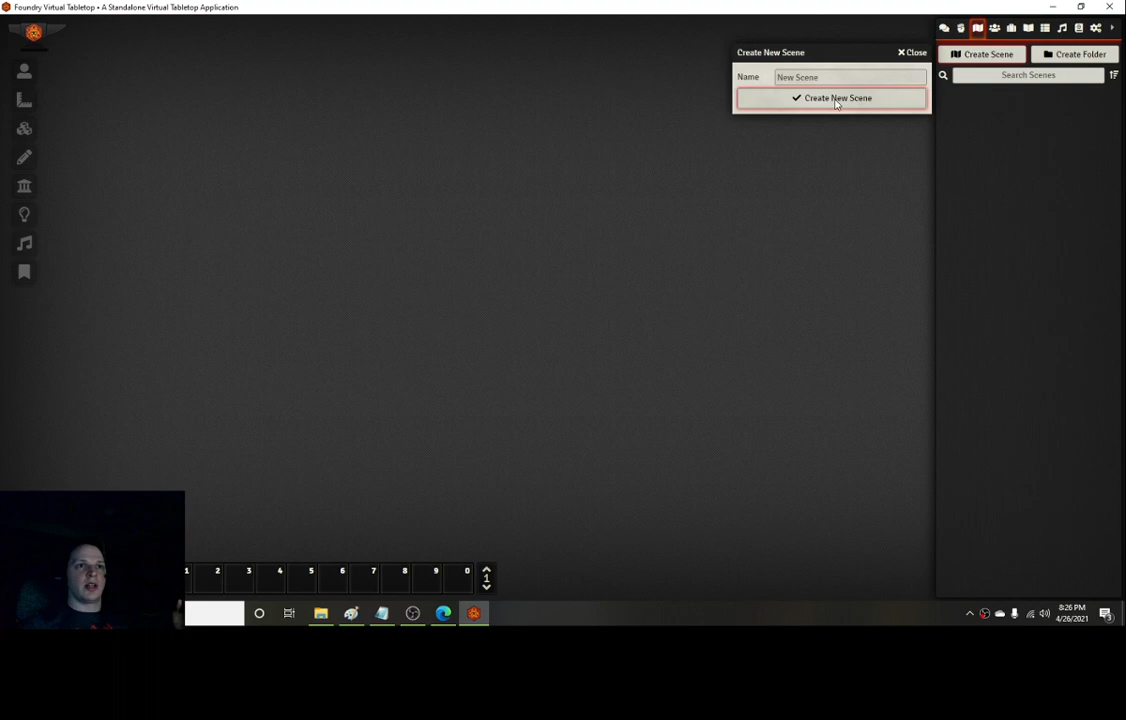 Foundry Virtual Tabletop • A Standalone Virtual Tabletop Application
Create New Scene
Close
Name
New Scene
Create New Scene
Create Scene
Create Folder
Search Scenes
1 2 3 4 5 6 7 8 9 0
1
8:26 PM
4/26/2021
3